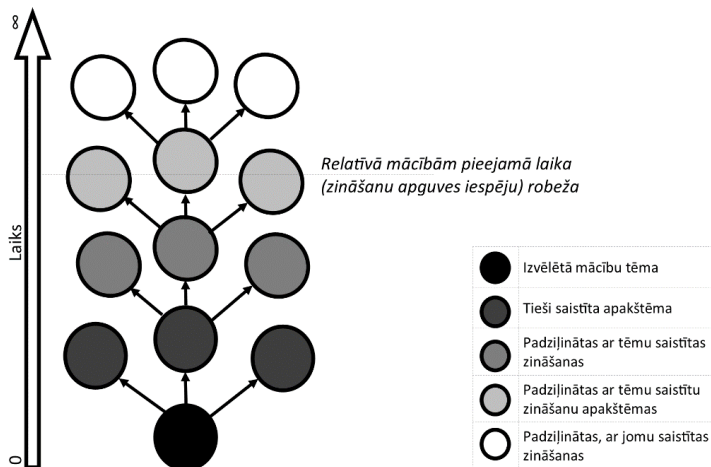 ∞
Relatīvā mācībām pieejamā laika
(zināšanu apguves iespēju) robeža
Laiks
0
Izvēlētā mācību tēma
Tieši saistīta apakštēma
Padziļinātas ar tēmu saistītas
zināšanas
Padziļinātas ar tēmu saistītu
zināšanu apakštēmas
Padziļinātas, ar jomu saistītas
zināšanas